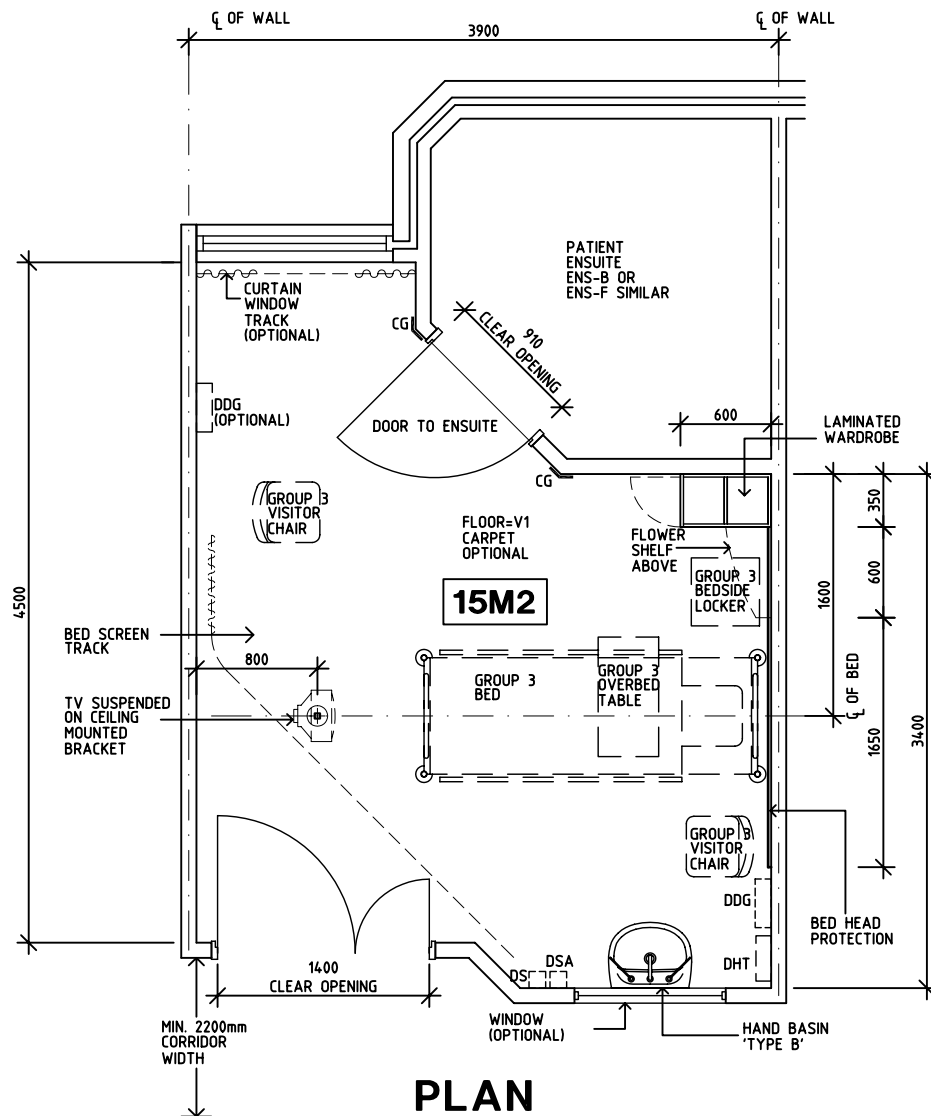 ℄ OF WALL
℄ OF WALL
3900
PATIENT
ENSUITE
ENS-B OR
ENS-F SIMILAR
CURTAIN
WINDOW
TRACK
(OPTIONAL)
CG
910
CLEAR OPENING
DDG
(OPTIONAL)
DOOR TO ENSUITE
600
LAMINATED
WARDROBE
CG
GROUP 3
VISITOR
CHAIR
FLOOR=V1
CARPET
OPTIONAL
FLOWER
SHELF
ABOVE
350
600
1600
GROUP 3
BEDSIDE
LOCKER
15M2
4500
BED SCREEN
TRACK
800
GROUP 3
BED
GROUP 3
OVERBED
TABLE
℄ OF BED
1650
3400
TV SUSPENDED
ON CEILING
MOUNTED
BRACKET
GROUP 3
VISITOR
CHAIR
DDG
BED HEAD
PROTECTION
DHT
DS
DSA
1400
CLEAR OPENING
WINDOW
(OPTIONAL)
HAND BASIN
'TYPE B'
MIN. 2200mm
CORRIDOR
WIDTH
PLAN